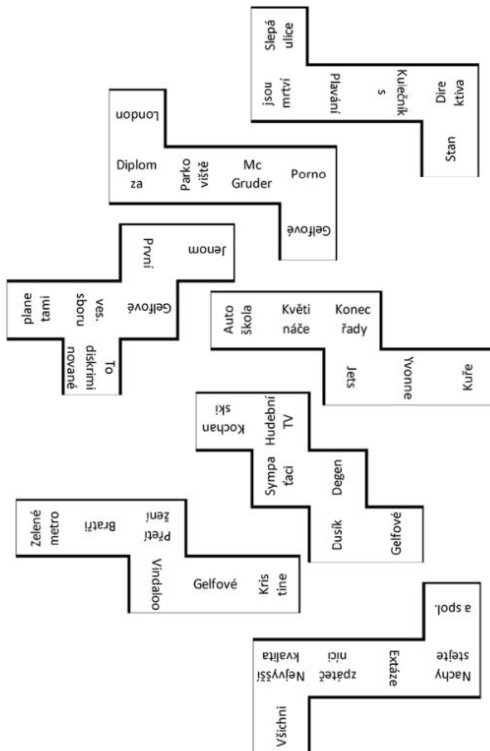 Slepá
ulice
jsou
mrtví
Plavání
Kulečník
s
Dire
ktiva
Stan
London
Diplom
za
Parko
viště
Mc
Gruder
Porno
Gelfové
První
Jenom
plane
tami
ves.
sboru
Gelfové
To
diskrimi
nované
Auto
škola
Květi
náče
Konec
řady
Jets
Yvonne
Kuře
Kochan
ski
Hudební
TV
Sympa
ťaci
Degen
Dusík
Gelfové
Zelené
metro
Bratři
Přetí
žení
Vindaloo
Gelfové
Kris
tine
a spol.
Nejvyšší
kvalita
zpáteč
níci
Extáze
Nachy
stejte
Všichni